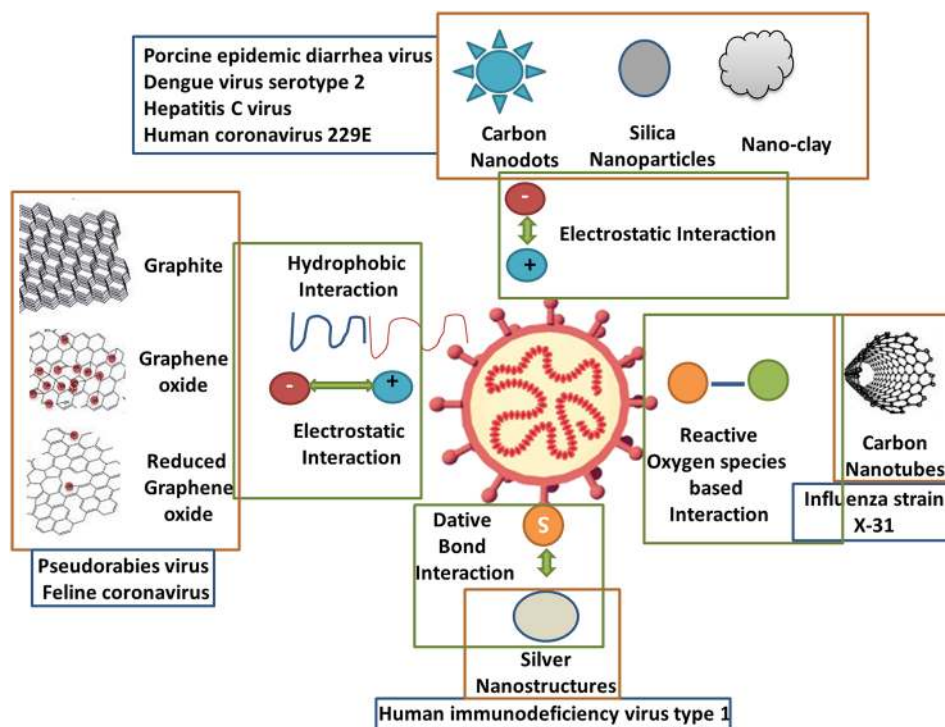 Porcine epidemic diarrhea virus
Dengue virus serotype 2
Hepatitis C virus
Human coronavirus 229E
Carbon
Nanodots
Silica
Nanoparticles
Nano-clay
-
+
Electrostatic Interaction
Graphite
Graphene
oxide
Reduced
Graphene
oxide
Pseudorabies virus
Feline coronavirus
Hydrophobic
Interaction
-
+
Electrostatic
Interaction
Reactive
Oxygen species
based
Interaction
Carbon
Nanotubes
Influenza strain
X-31
Dative
Bond
Interaction
S
Silver
Nanostructures
Human immunodeficiency virus type 1